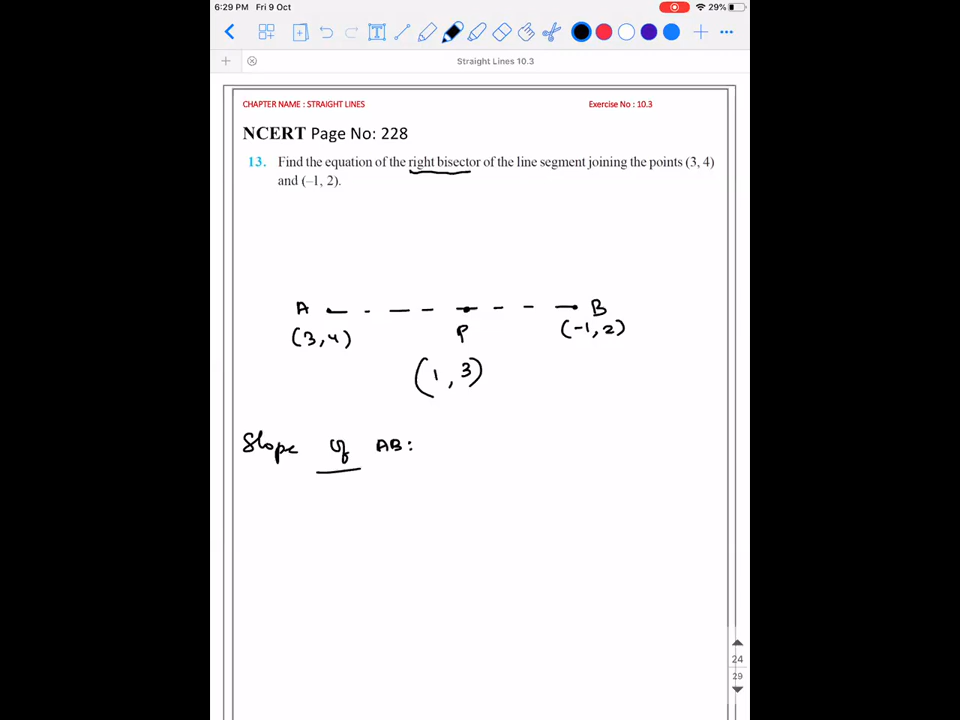 6:29 PM Fri 9 Oct 29%
Straight Lines 10.3
CHAPTER NAME : STRAIGHT LINES Exercise No : 10.3
NCERT Page No: 228
13. Find the equation of the right bisector of the line segment joining the points (3, 4)
and (–1, 2).
A B
(3,4) P (-1,2)
(1,3)
Slope of AB:
24
29